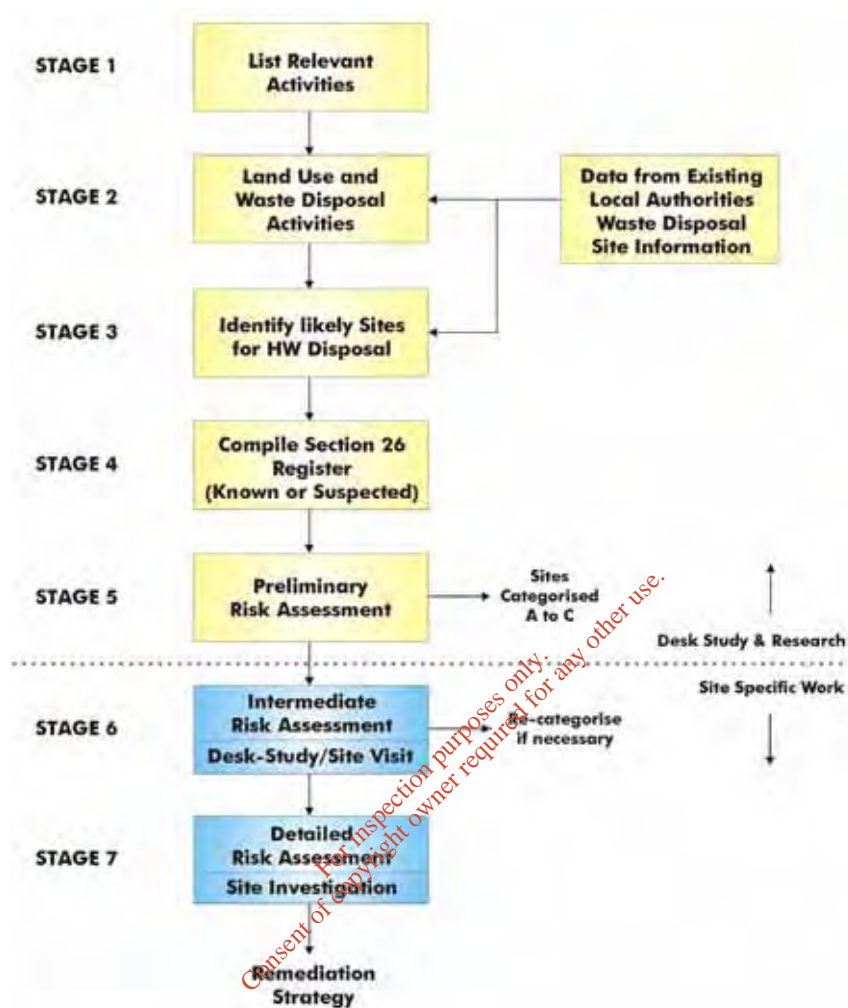 STAGE 1
List Relevant
Activities
STAGE 2
Land Use and
Waste Disposal
Activities
Data from Existing
Local Authorities
Waste Disposal
Site Information
STAGE 3
Identify likely Sites
for HW Disposal
STAGE 4
Compile Section 26
Register
(Known or Suspected)
STAGE 5
Preliminary
Risk Assessment
Sites
Categorised
A to C
Desk Study & Research
Site Specific Work
STAGE 6
Intermediate
Risk Assessment
Desk-Study/Site Visit
Re-categorise
if necessary
STAGE 7
Detailed
Risk Assessment
Site Investigation
Remediation
Strategy
For inspection purposes only.
Consent of copyright owner required for any other use.